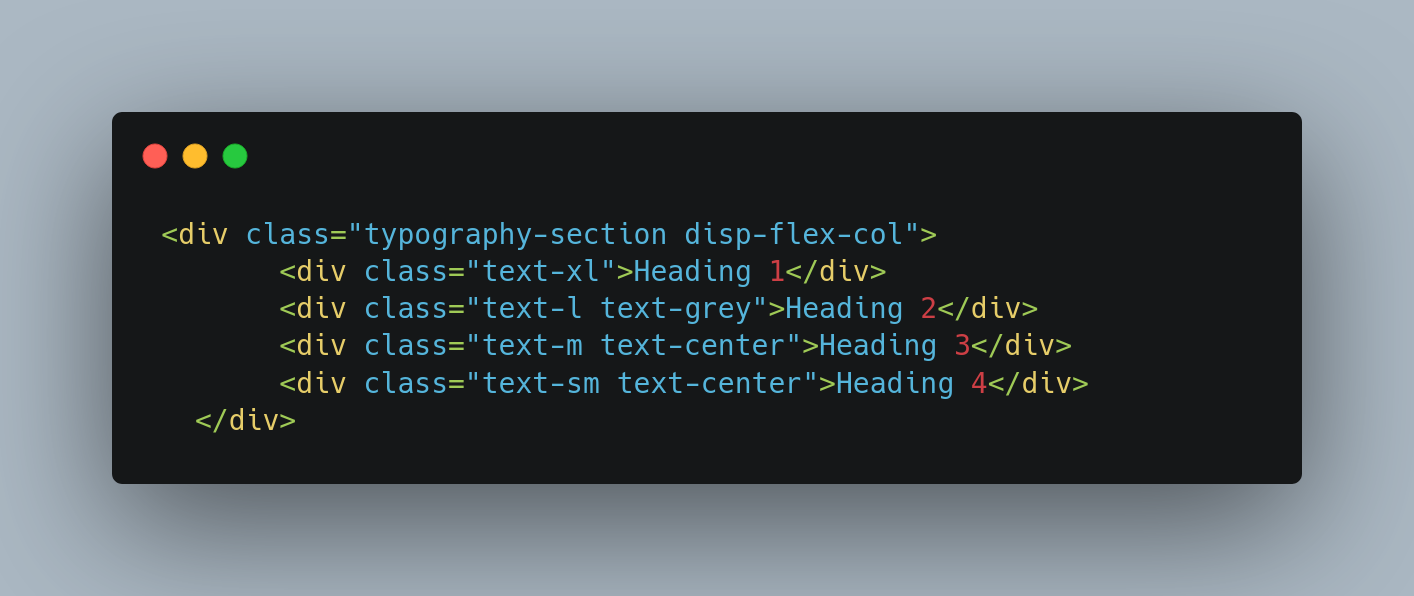 <div class="typography-section disp-flex-col">
<div class="text-xl">Heading 1</div>
<div class="text-l text-grey">Heading 2</div>
<div class="text-m text-center">Heading 3</div>
<div class="text-sm text-center">Heading 4</div>
</div>